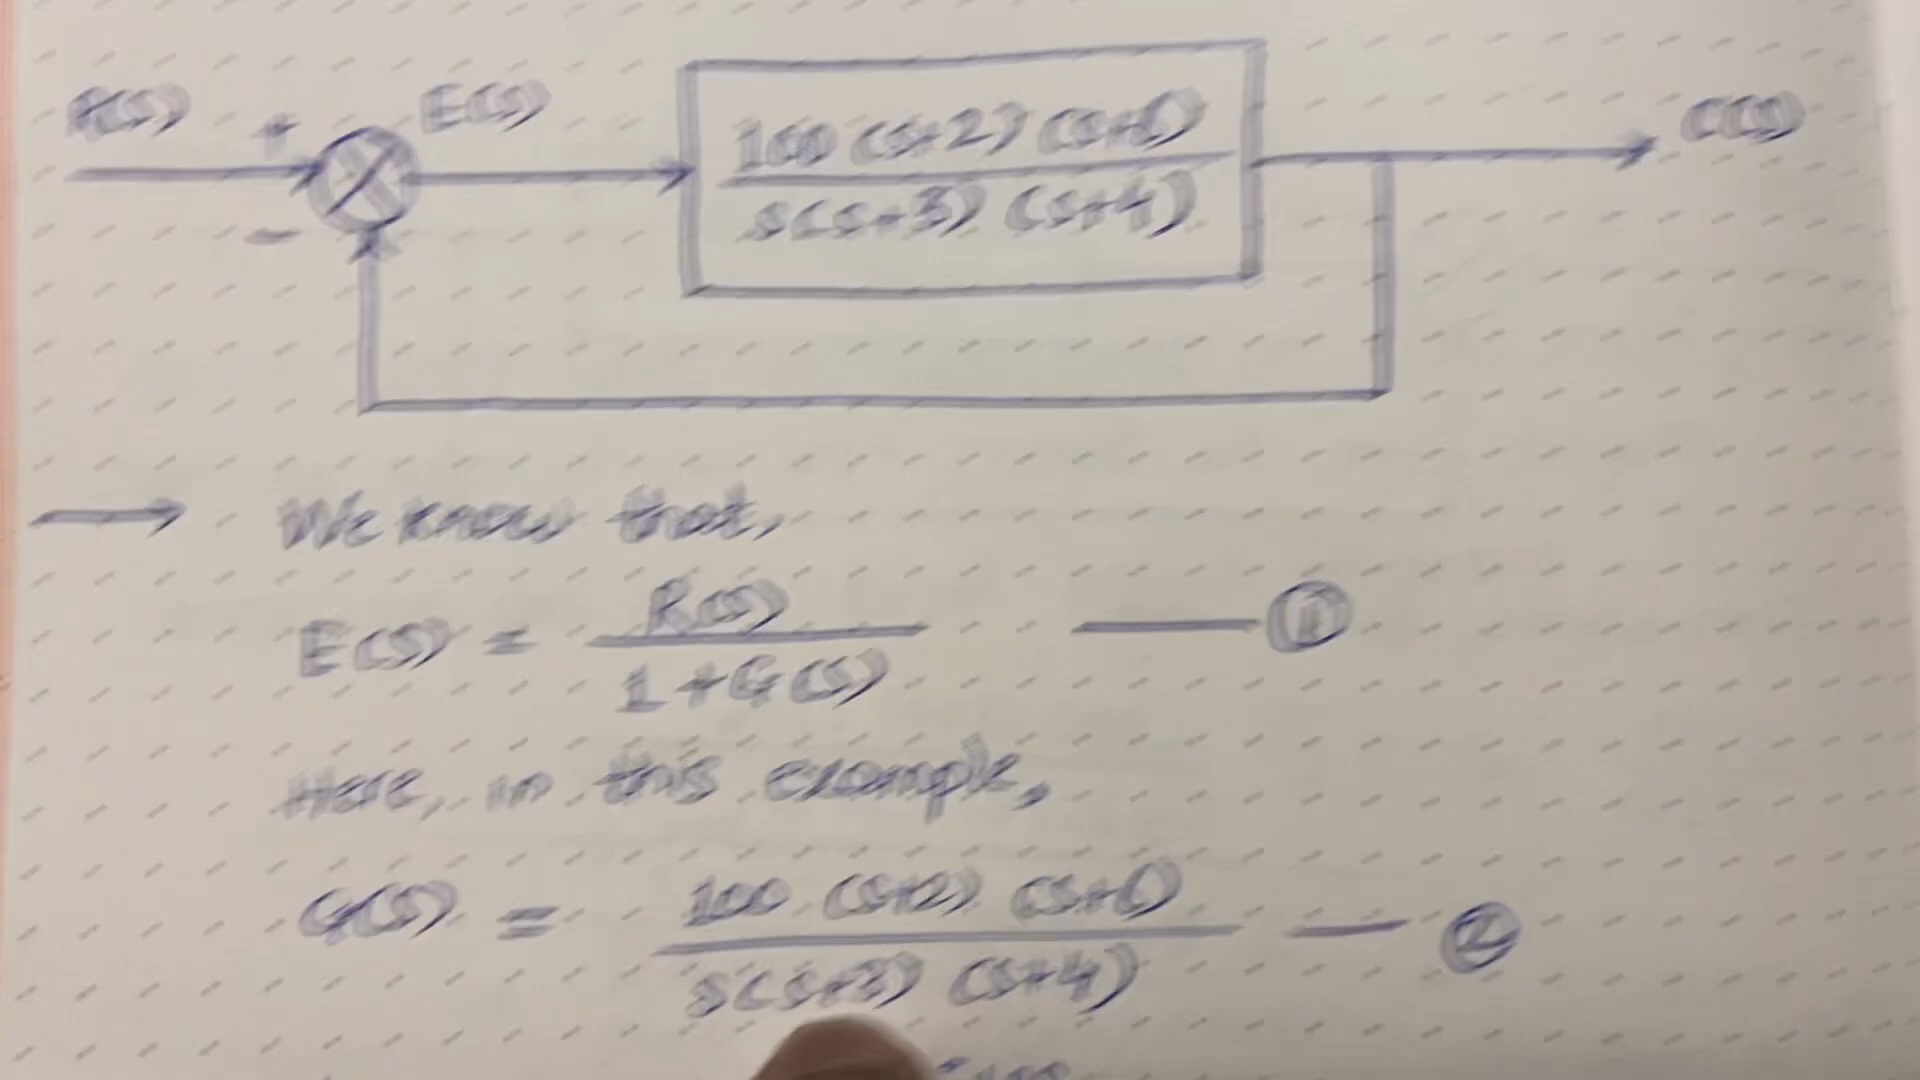 R(s) + E(s) 100 (s+2) (s+6) C(s)
- s(s+3) (s+4)
We know that,
E(s) = R(s) / 1 + G(s) — 1
Here, in this example,
G(s) = 100 (s+2) (s+6) / s(s+3) (s+4) — 2